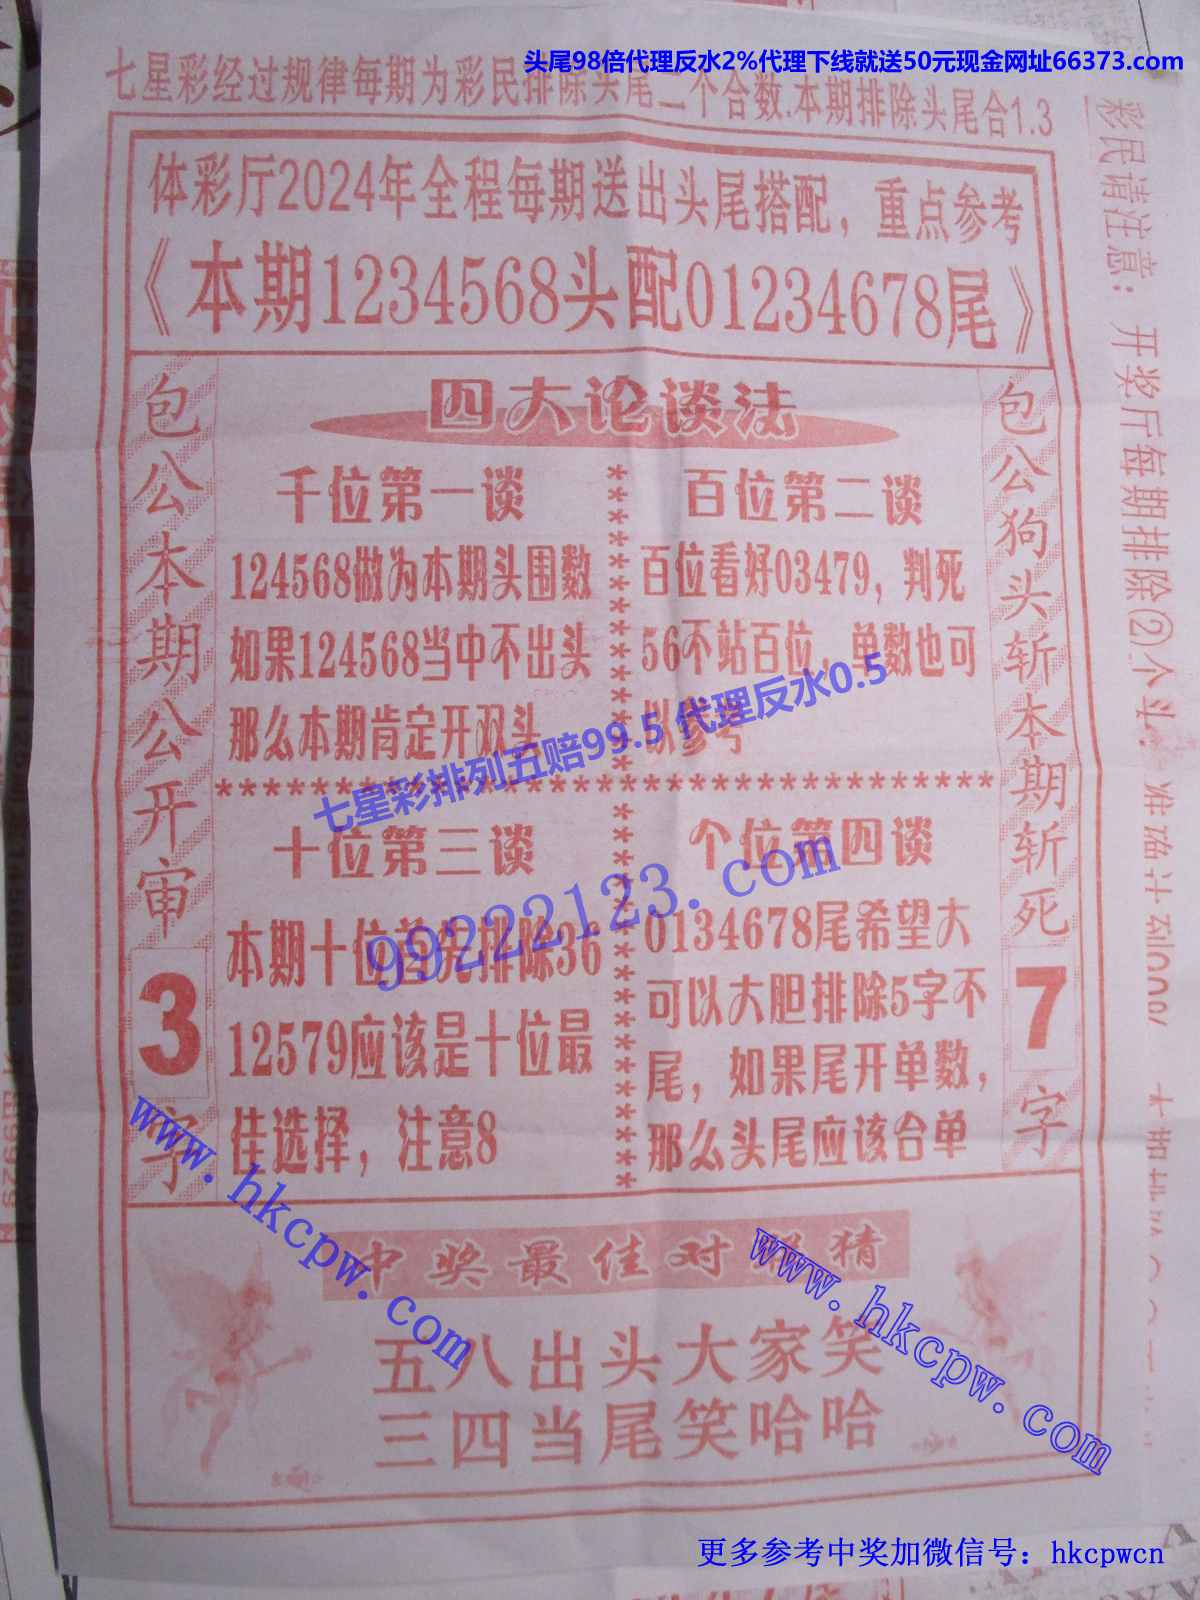 头尾98倍代理反水2%代理下线就送50元现金网址66373.com
七星彩经过规律每期为彩民排除头尾二个合数.本期排除头尾合1.3
体彩厅2024年全程每期送出头尾搭配，重点参考
《本期1234568头配01234678尾》
包公本期公开审3字
四大论谈法
千位第一谈
124568做为本期头围数
如果124568当中不出头
那么本期肯定开双头
百位第二谈
百位看好03479，判死
56不站百位，单数也可
以参考
七星彩排列五赔99.5 代理反水0.5
十位第三谈
本期十位首先排除36
12579应该是十位最
佳选择，注意8
个位第四谈
0134678尾希望大
可以大胆排除5字不
尾，如果尾开单数，
那么头尾应该合单
99222123.com
包公狗头斩本期斩死7字
彩民请注意：开奖厅每期排除②个头
www.hkcpw.com
www.hkcpw.com
中奖最佳对 猜
五八出头大家笑
三四当尾笑哈哈
更多参考中奖加微信号：hkcpwcn